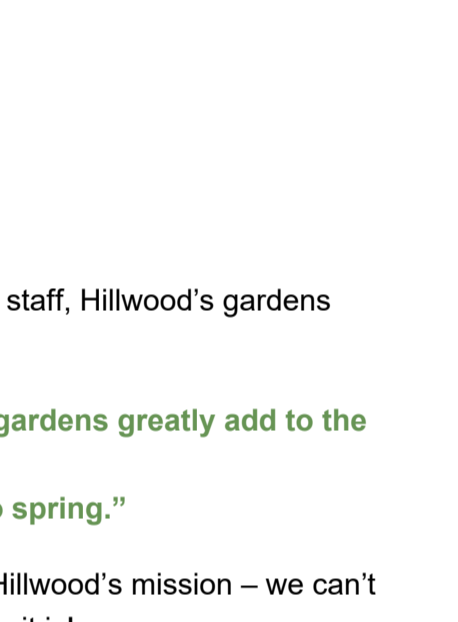 staff, Hillwood’s gardens
gardens greatly add to the
spring.”
Hillwood’s mission – we can’t